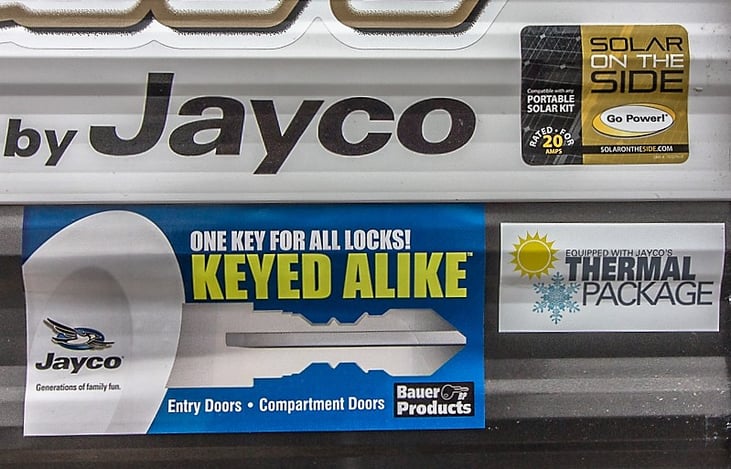 by Jayco
SOLAR
ON THE
SIDE
Compatible with any
PORTABLE
SOLAR KIT
Go Power!
RATED • FOR
20
AMPS
SOLARONTHESIDE.COM
ONE KEY FOR ALL LOCKS!
KEYED ALIKE™
Jayco
Generations of family fun.
Entry Doors • Compartment Doors
Bauer
Products
EQUIPPED WITH JAYCO'S
THERMAL
PACKAGE